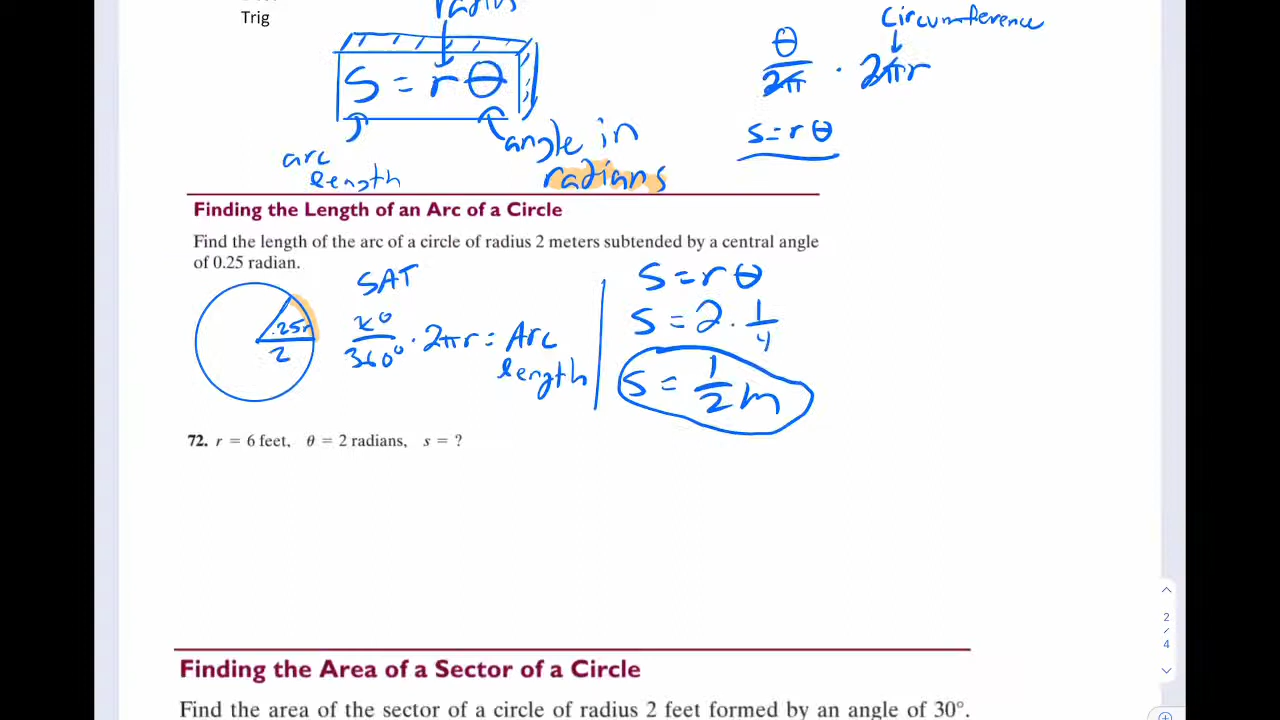 Trig
radius
s = rθ
arc
length
angle in
radians
circumference
θ/2π · 2πr
s = rθ
Finding the Length of an Arc of a Circle
Find the length of the arc of a circle of radius 2 meters subtended by a central angle
of 0.25 radian.
.25r
2
SAT
x°/360° · 2πr = Arc
length
s = rθ
s = 2 · 1/4
s = 1/2 m
72. r = 6 feet, θ = 2 radians, s = ?
Finding the Area of a Sector of a Circle
Find the area of the sector of a circle of radius 2 feet formed by an angle of 30°.
2
/
4